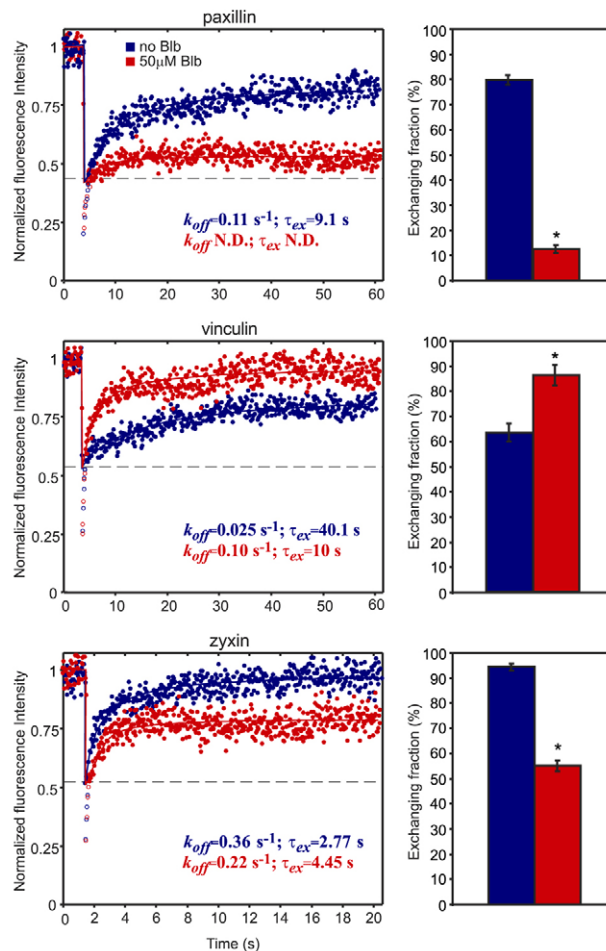 paxillin
Normalized fluorescence Intensity
1
0.75
0.5
0.25
0
no Blb
50μM Blb
koff=0.11 s-1; τex=9.1 s
koff N.D.; τex N.D.
0 10 20 30 40 50 60
Exchanging fraction (%)
100
90
80
70
60
50
40
30
20
10
0
*
vinculin
Normalized fluorescence Intensity
1
0.75
0.5
0.25
0
koff=0.025 s-1; τex=40.1 s
koff=0.10 s-1; τex=10 s
0 10 20 30 40 50 60
Exchanging fraction (%)
100
90
80
70
60
50
40
30
20
10
0
*
zyxin
Normalized fluorescence Intensity
1
0.75
0.5
0.25
0
koff=0.36 s-1; τex=2.77 s
koff=0.22 s-1; τex=4.45 s
0 2 4 6 8 10 12 14 16 18 20
Time (s)
Exchanging fraction (%)
100
90
80
70
60
50
40
30
20
10
0
*